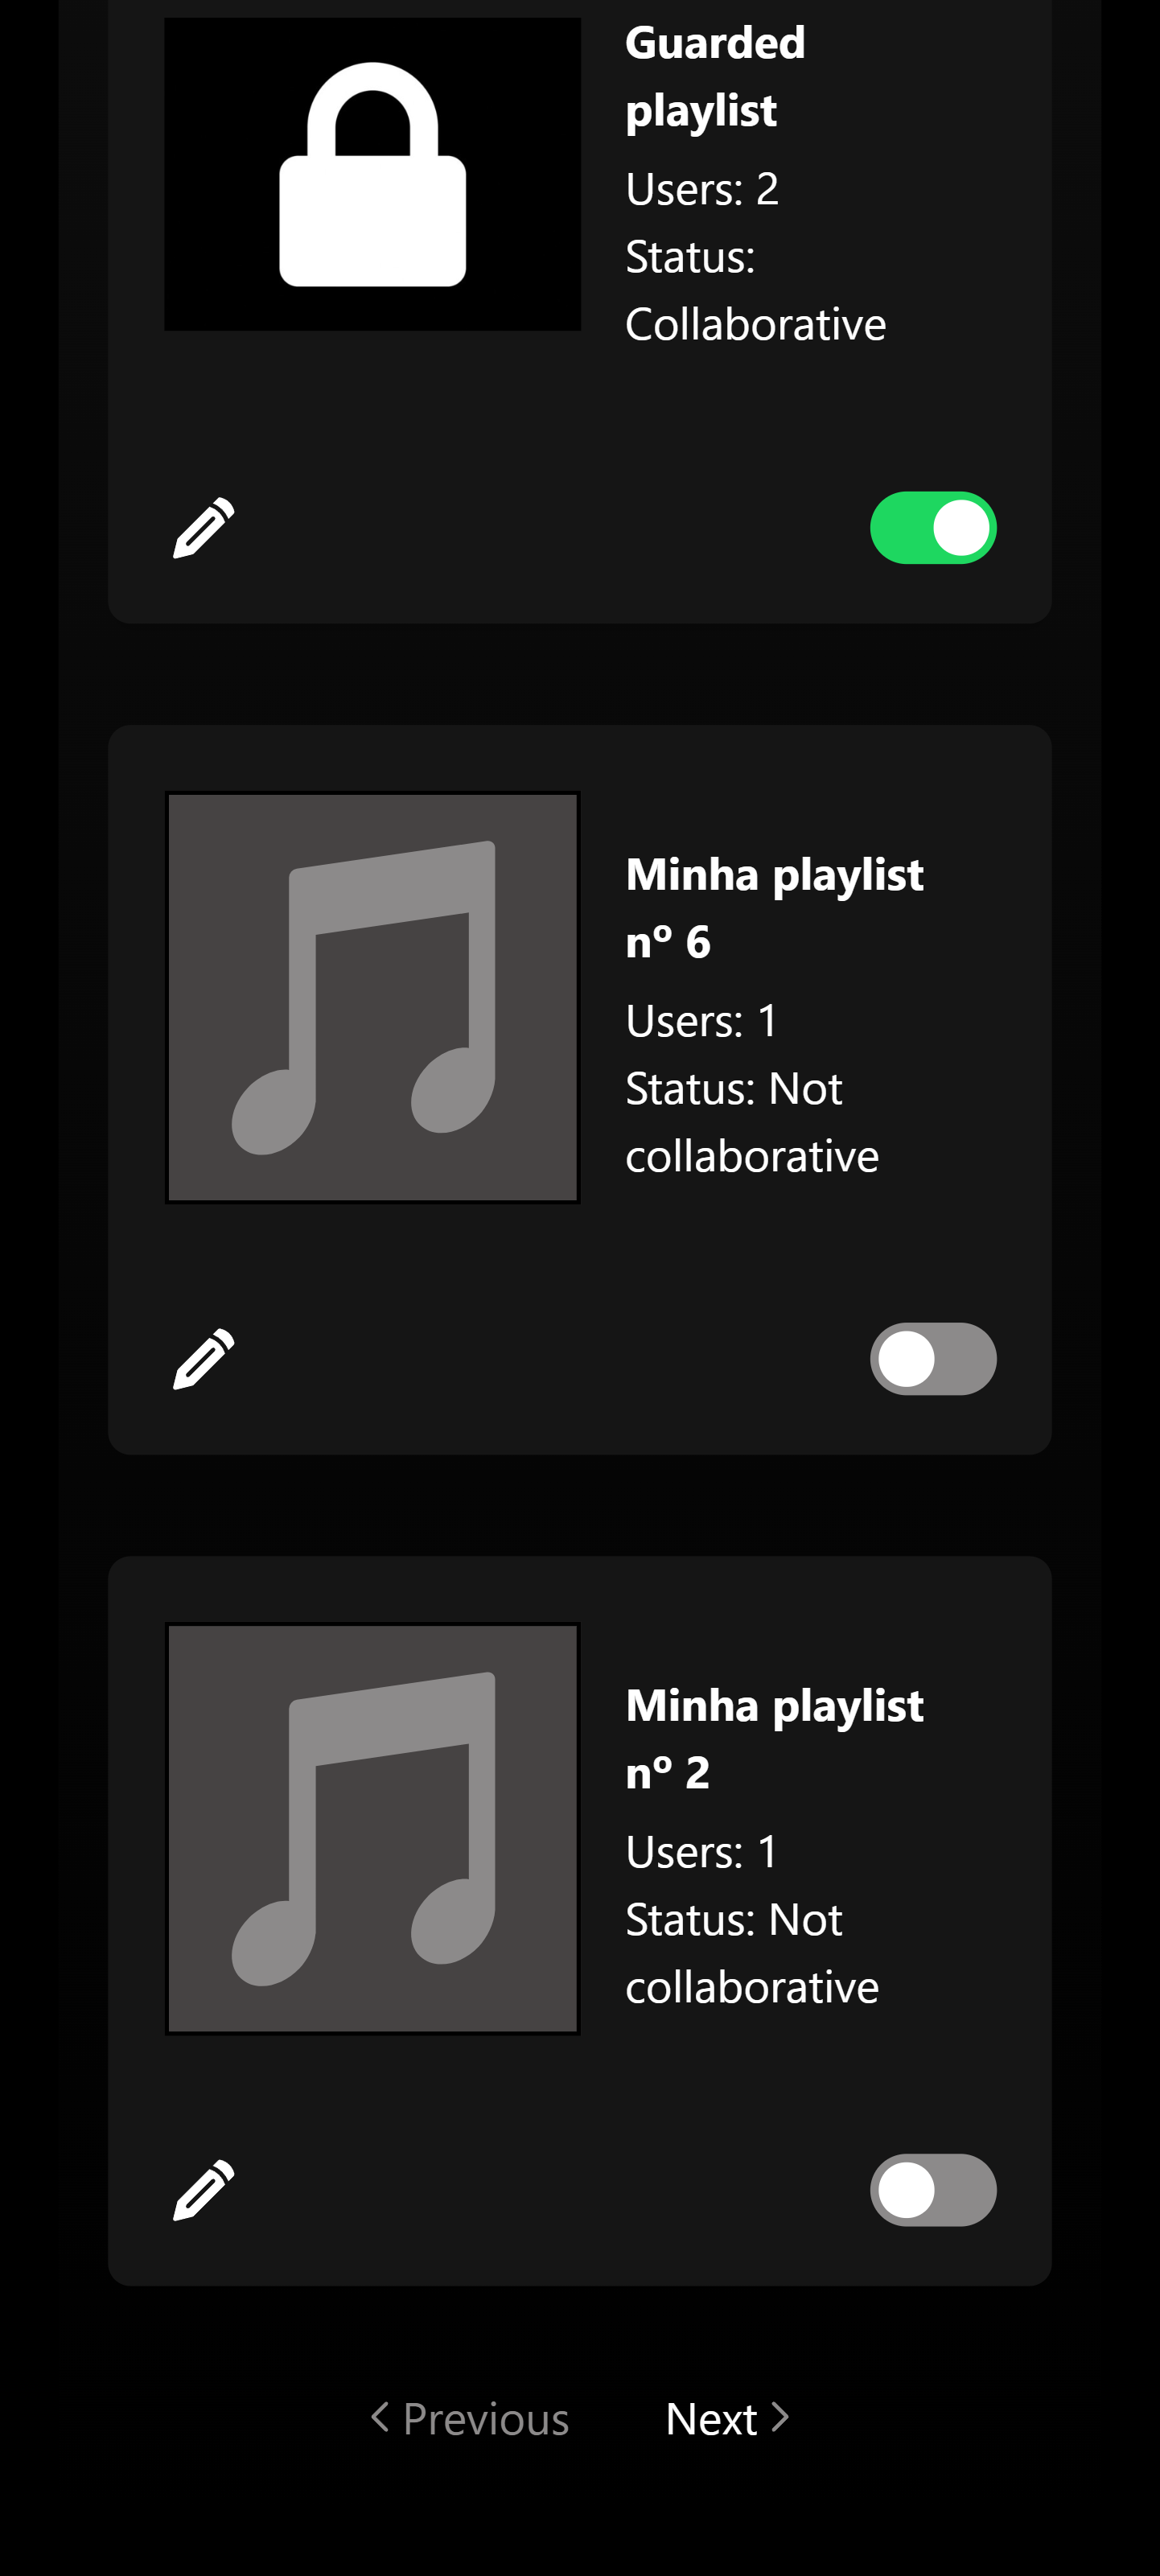 Guarded
playlist
Users: 2
Status:
Collaborative
Minha playlist
nº 6
Users: 1
Status: Not
collaborative
Minha playlist
nº 2
Users: 1
Status: Not
collaborative
Previous
Next